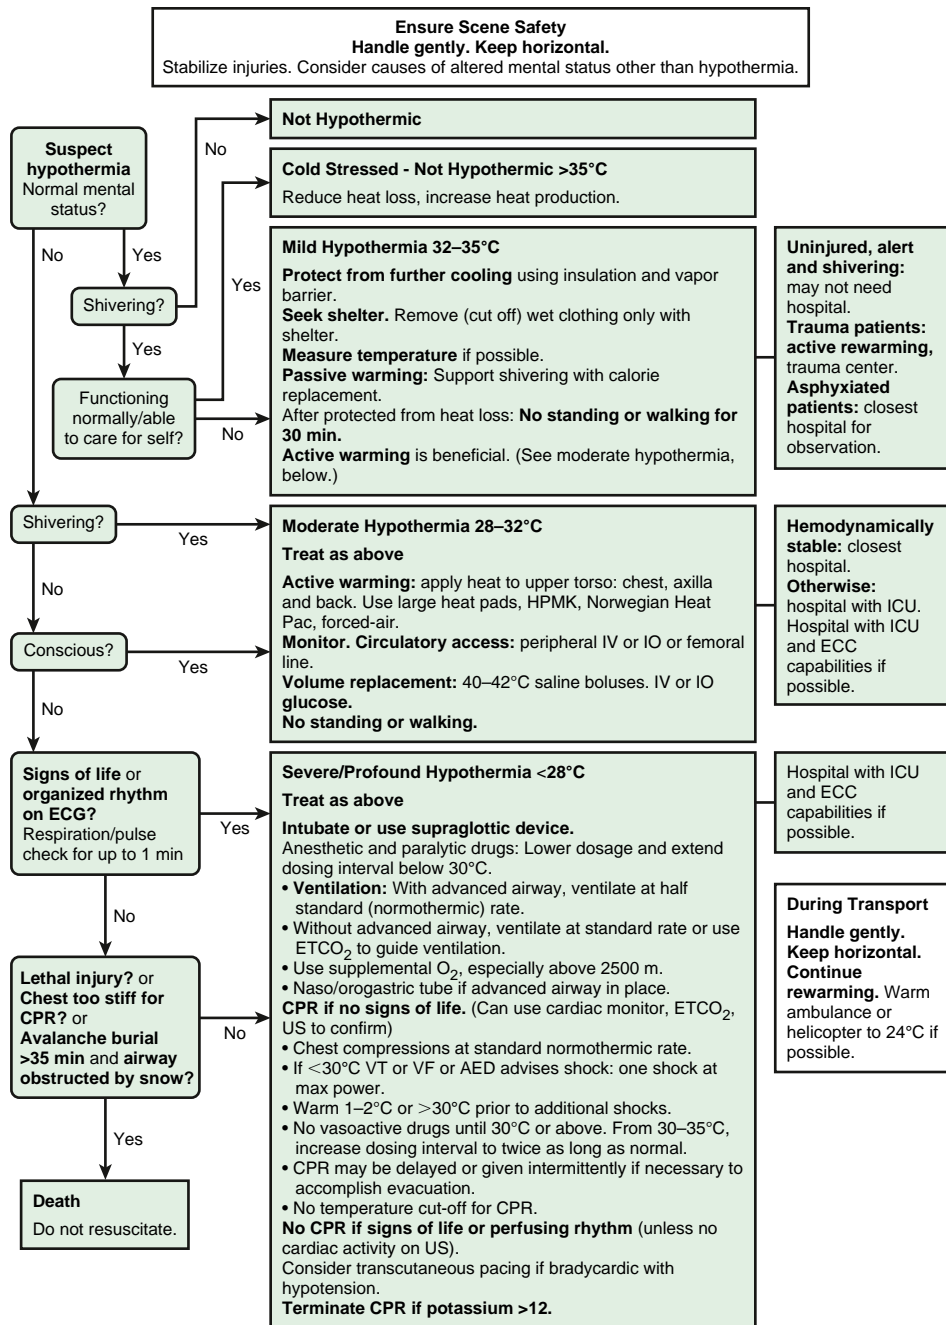 Ensure Scene Safety
Handle gently. Keep horizontal.
Stabilize injuries. Consider causes of altered mental status other than hypothermia.
Suspect
hypothermia
Normal mental
status?
No
Yes
No
Not Hypothermic
Cold Stressed - Not Hypothermic >35°C
Reduce heat loss, increase heat production.
Shivering?
Yes
Yes
Functioning
normally/able
to care for self?
No
Mild Hypothermia 32–35°C
Protect from further cooling using insulation and vapor
barrier.
Seek shelter. Remove (cut off) wet clothing only with
shelter.
Measure temperature if possible.
Passive warming: Support shivering with calorie
replacement.
After protected from heat loss: No standing or walking for
30 min.
Active warming is beneficial. (See moderate hypothermia,
below.)
Uninjured, alert
and shivering:
may not need
hospital.
Trauma patients:
active rewarming,
trauma center.
Asphyxiated
patients: closest
hospital for
observation.
Shivering?
Yes
No
Conscious?
Yes
No
Moderate Hypothermia 28–32°C
Treat as above
Active warming: apply heat to upper torso: chest, axilla
and back. Use large heat pads, HPMK, Norwegian Heat
Pac, forced-air.
Monitor. Circulatory access: peripheral IV or IO or femoral
line.
Volume replacement: 40–42°C saline boluses. IV or IO
glucose.
No standing or walking.
Hemodynamically
stable: closest
hospital.
Otherwise:
hospital with ICU.
Hospital with ICU
and ECC
capabilities if
possible.
Signs of life or
organized rhythm
on ECG?
Respiration/pulse
check for up to 1 min
Yes
No
Lethal injury? or
Chest too stiff for
CPR? or
Avalanche burial
>35 min and airway
obstructed by snow?
No
Yes
Death
Do not resuscitate.
Severe/Profound Hypothermia <28°C
Treat as above
Intubate or use supraglottic device.
Anesthetic and paralytic drugs: Lower dosage and extend
dosing interval below 30°C.
• Ventilation: With advanced airway, ventilate at half
standard (normothermic) rate.
• Without advanced airway, ventilate at standard rate or use
ETCO2 to guide ventilation.
• Use supplemental O2, especially above 2500 m.
• Naso/orogastric tube if advanced airway in place.
CPR if no signs of life. (Can use cardiac monitor, ETCO2,
US to confirm)
• Chest compressions at standard normothermic rate.
• If <30°C VT or VF or AED advises shock: one shock at
max power.
• Warm 1–2°C or >30°C prior to additional shocks.
• No vasoactive drugs until 30°C or above. From 30–35°C,
increase dosing interval to twice as long as normal.
• CPR may be delayed or given intermittently if necessary to
accomplish evacuation.
• No temperature cut-off for CPR.
No CPR if signs of life or perfusing rhythm (unless no
cardiac activity on US).
Consider transcutaneous pacing if bradycardic with
hypotension.
Terminate CPR if potassium >12.
Hospital with ICU
and ECC
capabilities if
possible.
During Transport
Handle gently.
Keep horizontal.
Continue
rewarming. Warm
ambulance or
helicopter to 24°C if
possible.